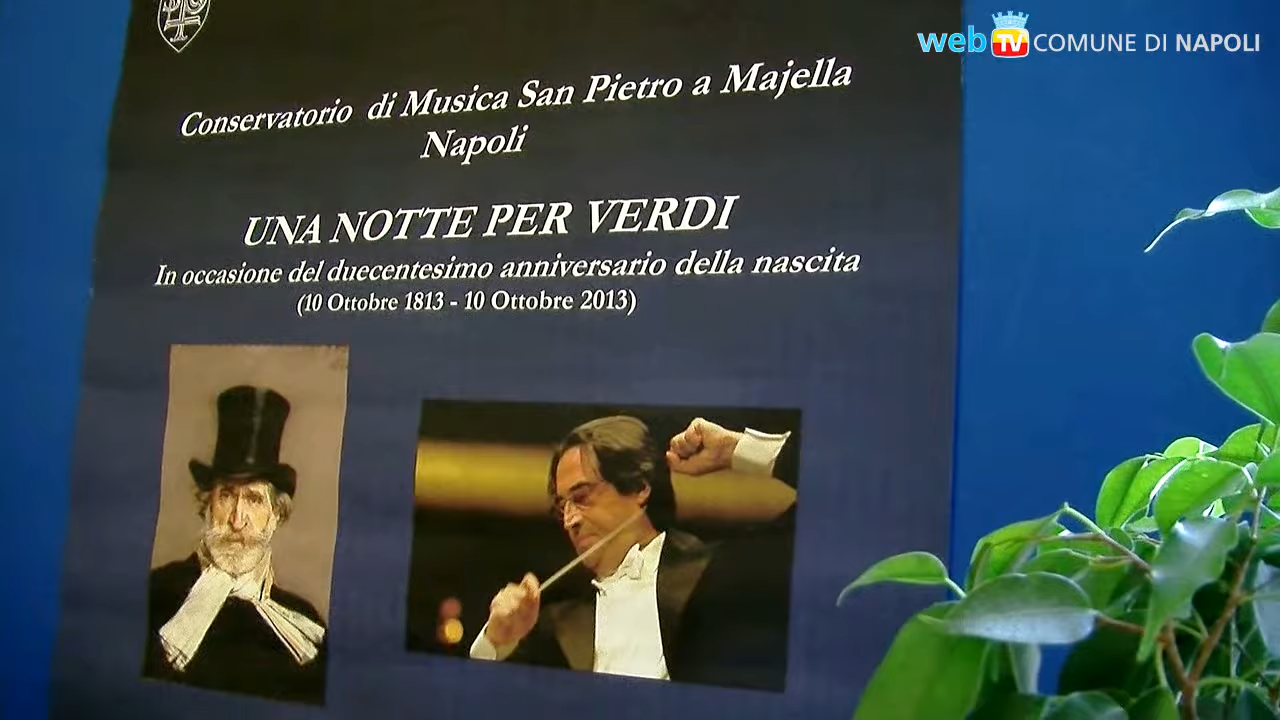 web TV COMUNE DI NAPOLI
Conservatorio di Musica San Pietro a Majella
Napoli
UNA NOTTE PER VERDI
In occasione del duecentesimo anniversario della nascita
(10 Ottobre 1813 - 10 Ottobre 2013)